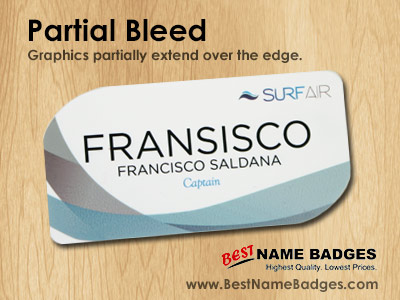 Partial Bleed
Graphics partially extend over the edge.
SURFAIR
FRANSISCO
FRANCISCO SALDANA
Captain
BEST NAME BADGES
Highest Quality. Lowest Prices.
www.BestNameBadges.com